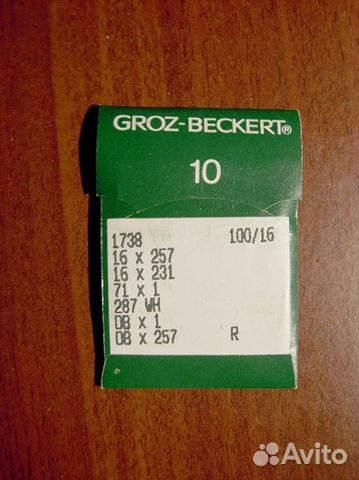 GROZ-BECKERT®
10
1738 100/16
16 x 257
16 x 231
71 x 1
287 WH
DB x 1
DB x 257 R
Avito